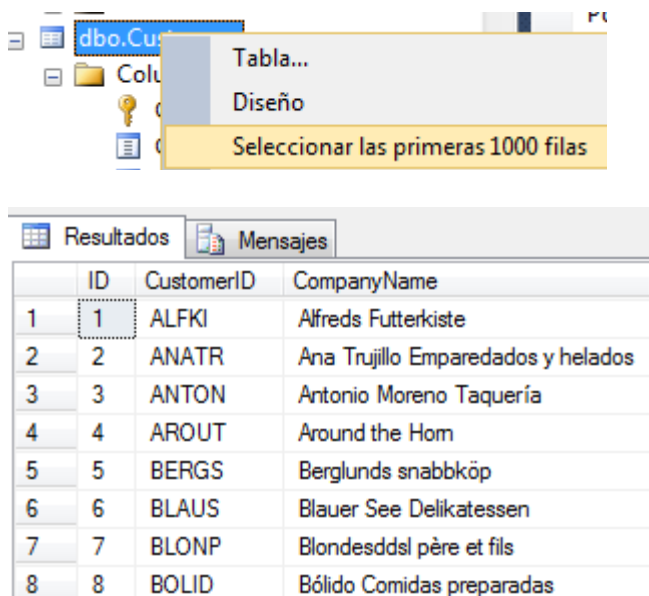 dbo.Cus
Tabla...
Colu
Diseño
Seleccionar las primeras 1000 filas
Resultados Mensajes
ID CustomerID CompanyName
1 1 ALFKI Alfreds Futterkiste
2 2 ANATR Ana Trujillo Emparedados y helados
3 3 ANTON Antonio Moreno Taquería
4 4 AROUT Around the Horn
5 5 BERGS Berglunds snabbköp
6 6 BLAUS Blauer See Delikatessen
7 7 BLONP Blondesddsl père et fils
8 8 BOLID Bólido Comidas preparadas